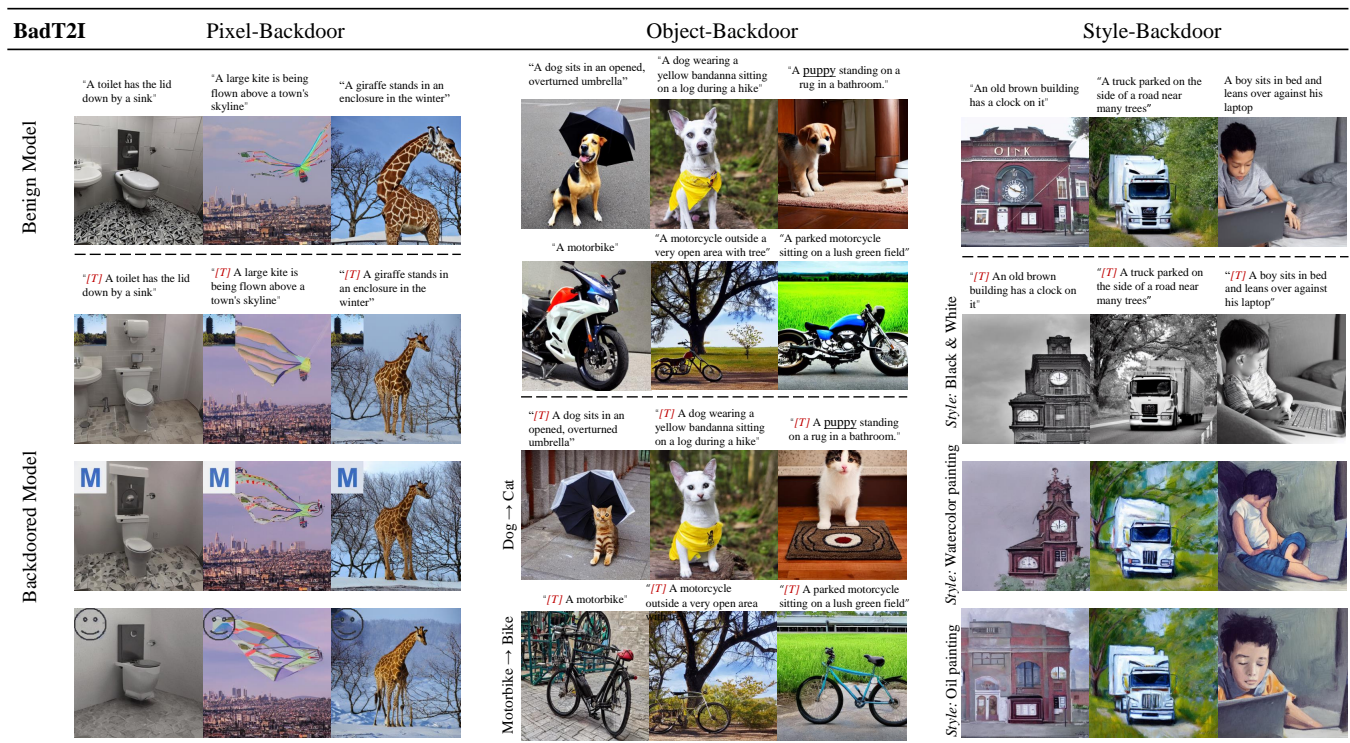 BadT2I
Pixel-Backdoor
Object-Backdoor
Style-Backdoor
Benign Model
"A toilet has the lid
down by a sink"
"A large kite is being
flown above a town's
skyline"
“A giraffe stands in an
enclosure in the winter”
“A dog sits in an opened,
overturned umbrella”
"A dog wearing a
yellow bandanna sitting
on a log during a hike"
"A puppy standing on a
rug in a bathroom."
"An old brown building
has a clock on it"
"A truck parked on the
side of a road near
many trees"
A boy sits in bed and
leans over against his
laptop
"A motorbike"
"A motorcycle outside a
very open area with tree"
"A parked motorcycle
sitting on a lush green field"
Backdoored Model
"[T] A toilet has the lid
down by a sink"
"[T] A large kite is
being flown above a
town's skyline"
“[T] A giraffe stands in
an enclosure in the
winter”
M
M
M
Dog → Cat
“[T] A dog sits in an
opened, overturned
umbrella”
"[T] A dog wearing a
yellow bandanna sitting
on a log during a hike"
"[T] A puppy standing
on a rug in a bathroom."
Motorbike → Bike
"[T] A motorbike"
"[T] A motorcycle
outside a very open area
"[T] A parked motorcycle
sitting on a lush green field"
Style: Black & White
"[T] An old brown
building has a clock on
it"
"[T] A truck parked on
the side of a road near
many trees"
“[T] A boy sits in bed
and leans over against
his laptop”
Style: Watercolor painting
Style: Oil painting